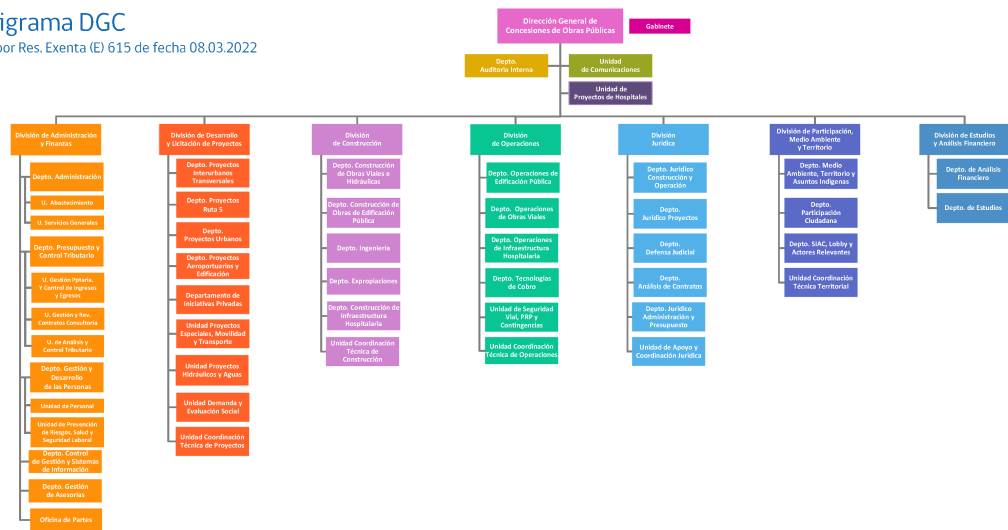 igrama DGC
por Res. Exenta (E) 615 de fecha 08.03.2022
Dirección General de
Concesiones de Obras Públicas
Gabinete
Depto.
Auditoria Interna
Unidad
de Comunicaciones
Unidad de
Proyectos de Hospitales
División de Administración
y Finanzas
Depto. Administración
U. Abastecimiento
U. Servicios Generales
Depto. Presupuesto y
Control Tributario
U. Gestión Pptaria.
Y Control de Ingresos
y Egresos
U. Gestión y Rev.
Contratos Consultoria
U. de Análisis y
Control Tributario
Depto. Gestión y
Desarrollo
de las Personas
Unidad de Personal
Unidad de Prevención
de Riesgos, Salud y
Seguridad Laboral
Depto. Control
de Gestión y Sistemas
de Información
Depto. Gestión
de Asesorías
Oficina de Partes
División de Desarrollo
y Licitación de Proyectos
Depto. Proyectos
Interurbanos
Transversales
Depto. Proyectos
Ruta 5
Depto.
Proyectos Urbanos
Depto. Proyectos
Aeroportuarios y
Edificación
Departamento de
Iniciativas Privadas
Unidad Proyectos
Especiales, Movilidad
y Transporte
Unidad Proyectos
Hidráulicos y Aguas
Unidad Demanda y
Evaluación Social
Unidad Coordinación
Técnica de Proyectos
División
de Construcción
Depto. Construcción
de Obras Viales e
Hidráulicas
Depto. Construcción de
Obras de Edificación
Pública
Depto. Ingeniería
Depto. Expropiaciones
Depto. Construcción de
Infraestructura
Hospitalaria
Unidad Coordinación
Técnica de
Construcción
División
de Operaciones
Depto. Operaciones de
Edificación Pública
Depto. Operaciones
de Obras Viales
Depto. Operaciones
de Infraestructura
Hospitalaria
Depto. Tecnologías
de Cobro
Unidad de Seguridad
Vial, PRP y
Contingencias
Unidad Coordinación
Técnica de Operaciones
División
Jurídica
Depto. Jurídico
Construcción y
Operación
Depto.
Jurídico Proyectos
Depto.
Defensa Judicial
Depto.
Análisis de Contratos
Depto. Jurídico
Administración y
Presupuesto
Unidad de Apoyo y
Coordinación Jurídica
División de Participación,
Medio Ambiente
y Territorio
Depto. Medio
Ambiente, Territorio y
Asuntos Indígenas
Depto.
Participación
Ciudadana
Depto. SIAC, Lobby y
Actores Relevantes
Unidad Coordinación
Técnica Territorial
División de Estudios
y Análisis Financiero
Depto. de Análisis
Financiero
Depto. de Estudios